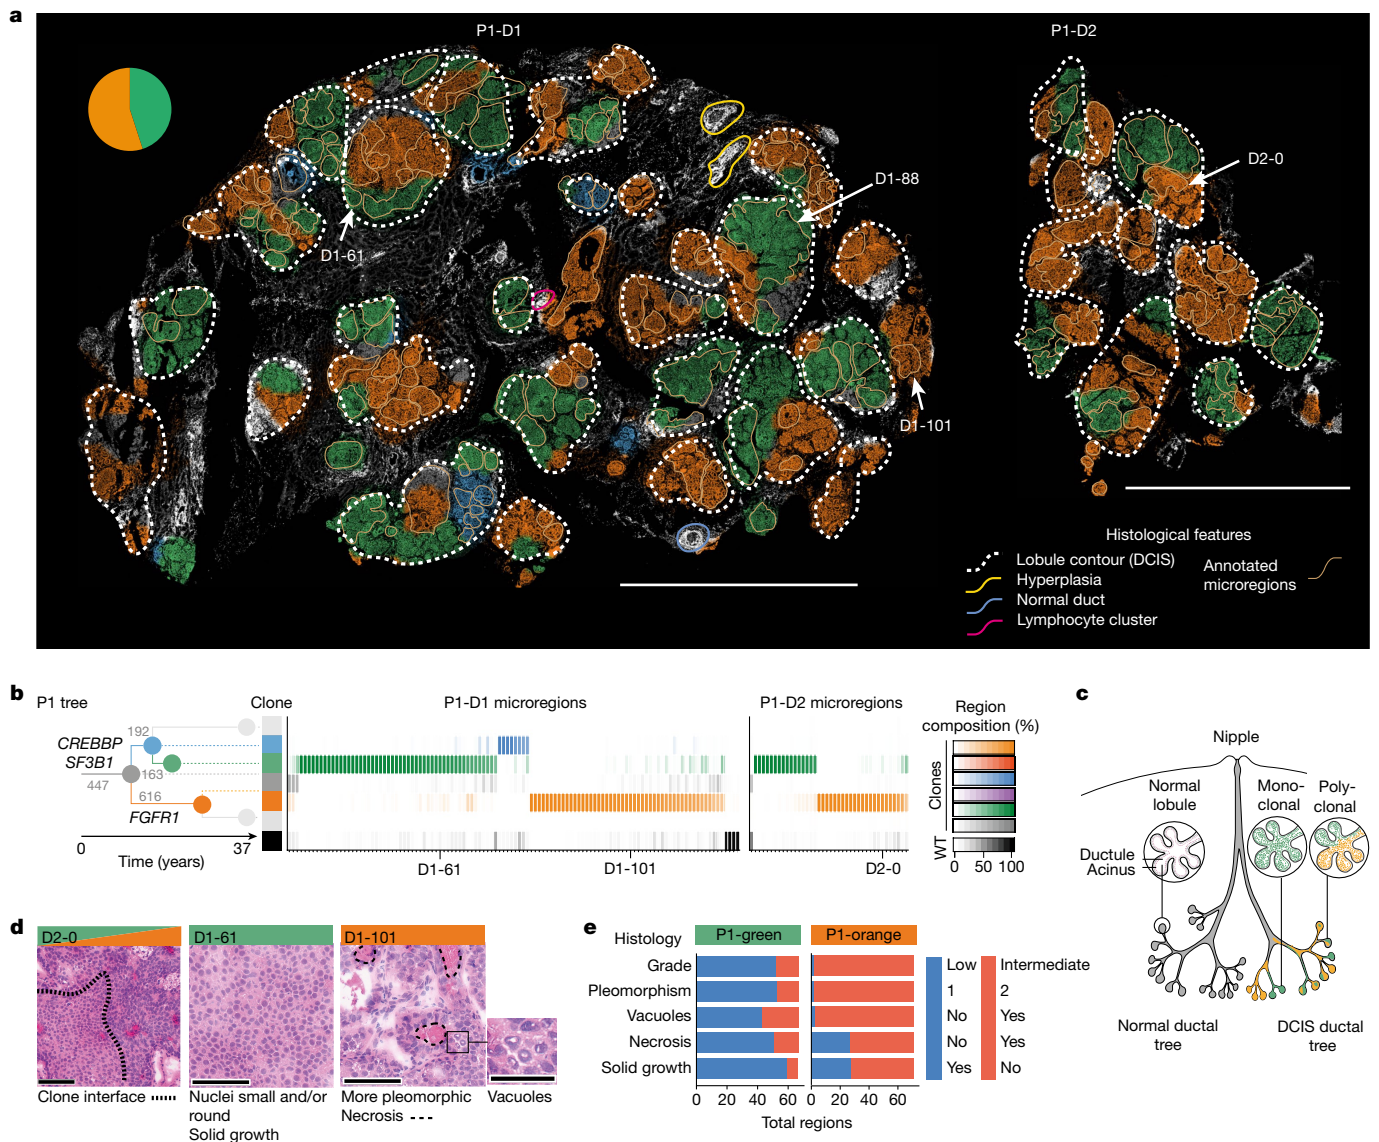 a
P1-D1
P1-D2
D2-0
D1-88
D1-61
D1-101
Histological features
Lobule contour (DCIS)
Hyperplasia
Normal duct
Lymphocyte cluster
Annotated
microregions
b
P1 tree
Clone
P1-D1 microregions
P1-D2 microregions
Region
composition (%)
192
CREBBP
SF3B1
163
447
616
FGFR1
0
37
Time (years)
D1-61
D1-101
D2-0
Clones
WT
0 50 100
c
Nipple
Normal
lobule
Mono-
clonal
Poly-
clonal
Ductule
Acinus
Normal ductal
tree
DCIS ductal
tree
d
D2-0
D1-61
D1-101
Clone interface
Nuclei small and/or
round
Solid growth
More pleomorphic
Necrosis
Vacuoles
e
Histology
P1-green
P1-orange
Grade
Low
Intermediate
Pleomorphism
1
2
Vacuoles
No
Yes
Necrosis
No
Yes
Solid growth
Yes
No
0 20 40 60
0 20 40 60
Total regions